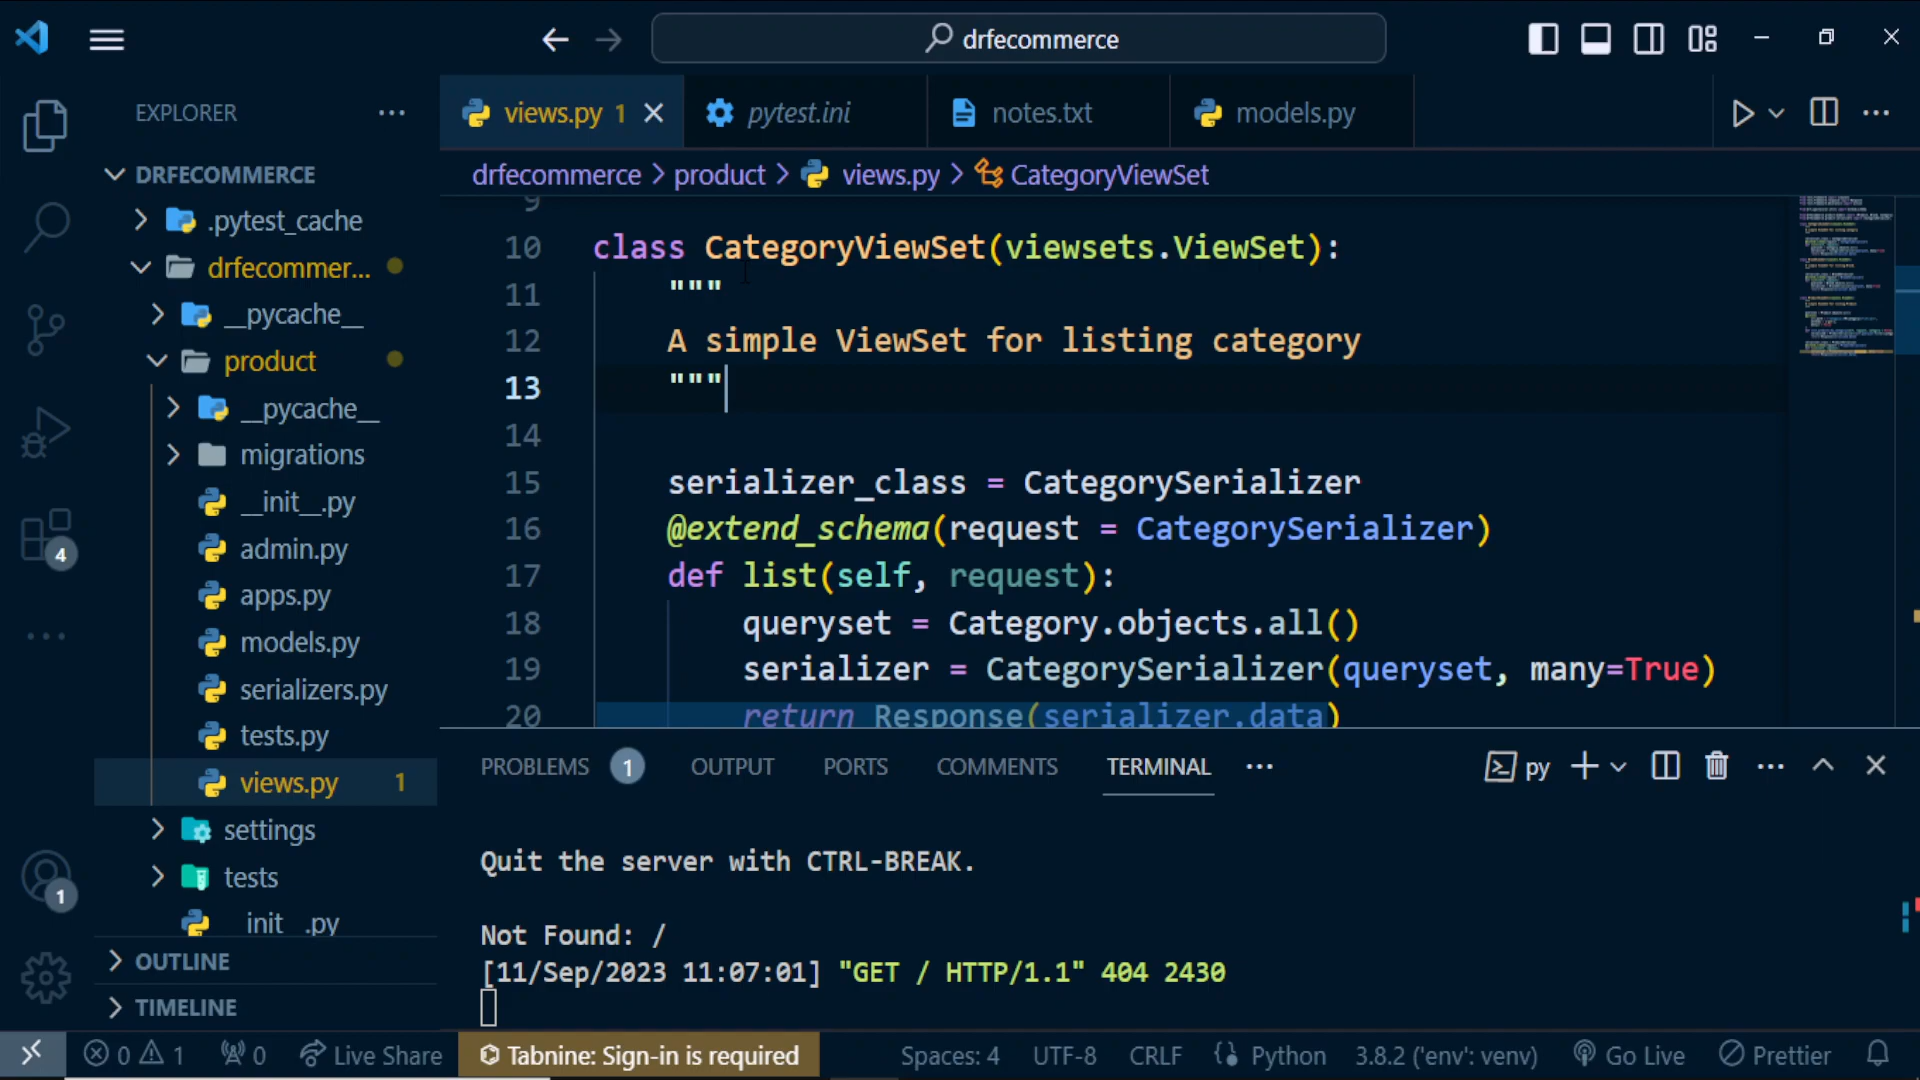 drfecommerce
EXPLORER
views.py 1
pytest.ini
notes.txt
models.py
drfecommerce > product > views.py > CategoryViewSet
DRFECOMMERCE
.pytest_cache
drfecommer...
__pycache__
product
__pycache__
migrations
__init__.py
admin.py
apps.py
models.py
serializers.py
tests.py
views.py 1
settings
tests
__init__.py
OUTLINE
TIMELINE
4
1
9
10 class CategoryViewSet(viewsets.ViewSet):
11 """
12 A simple ViewSet for listing category
13 """
14
15 serializer_class = CategorySerializer
16 @extend_schema(request = CategorySerializer)
17 def list(self, request):
18 queryset = Category.objects.all()
19 serializer = CategorySerializer(queryset, many=True)
20 return Response(serializer.data)
PROBLEMS 1 OUTPUT PORTS COMMENTS TERMINAL
py
Quit the server with CTRL-BREAK.
Not Found: /
[11/Sep/2023 11:07:01] "GET / HTTP/1.1" 404 2430
0 1 0 Live Share Tabnine: Sign-in is required Spaces: 4 UTF-8 CRLF Python 3.8.2 ('env': venv) Go Live Prettier